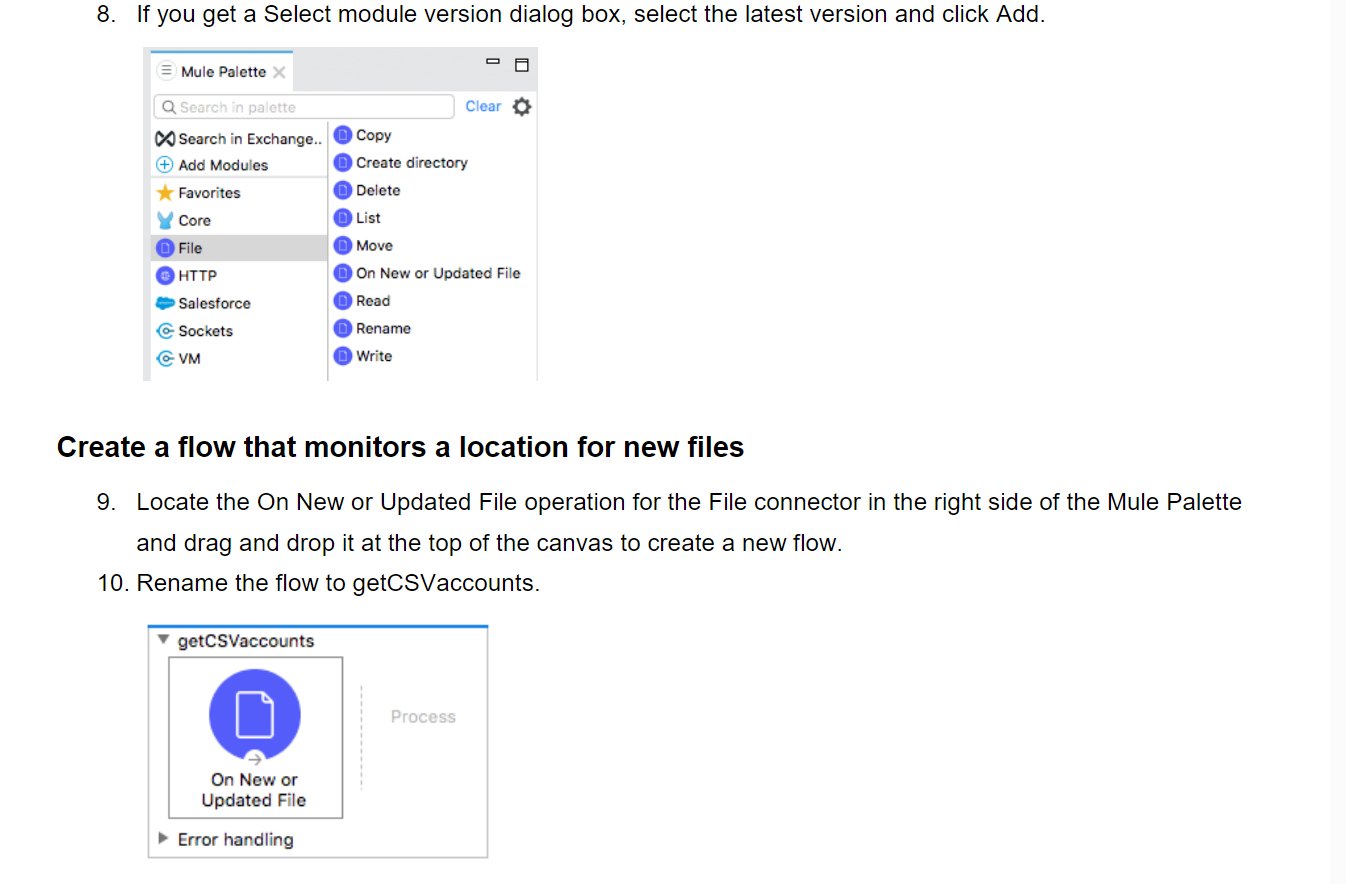 8. If you get a Select module version dialog box, select the latest version and click Add.
Mule Palette
Search in palette
Clear
Search in Exchange..
Add Modules
Favorites
Core
File
HTTP
Salesforce
Sockets
VM
Copy
Create directory
Delete
List
Move
On New or Updated File
Read
Rename
Write
Create a flow that monitors a location for new files
9. Locate the On New or Updated File operation for the File connector in the right side of the Mule Palette
and drag and drop it at the top of the canvas to create a new flow.
10. Rename the flow to getCSVaccounts.
getCSVaccounts
On New or
Updated File
Process
Error handling